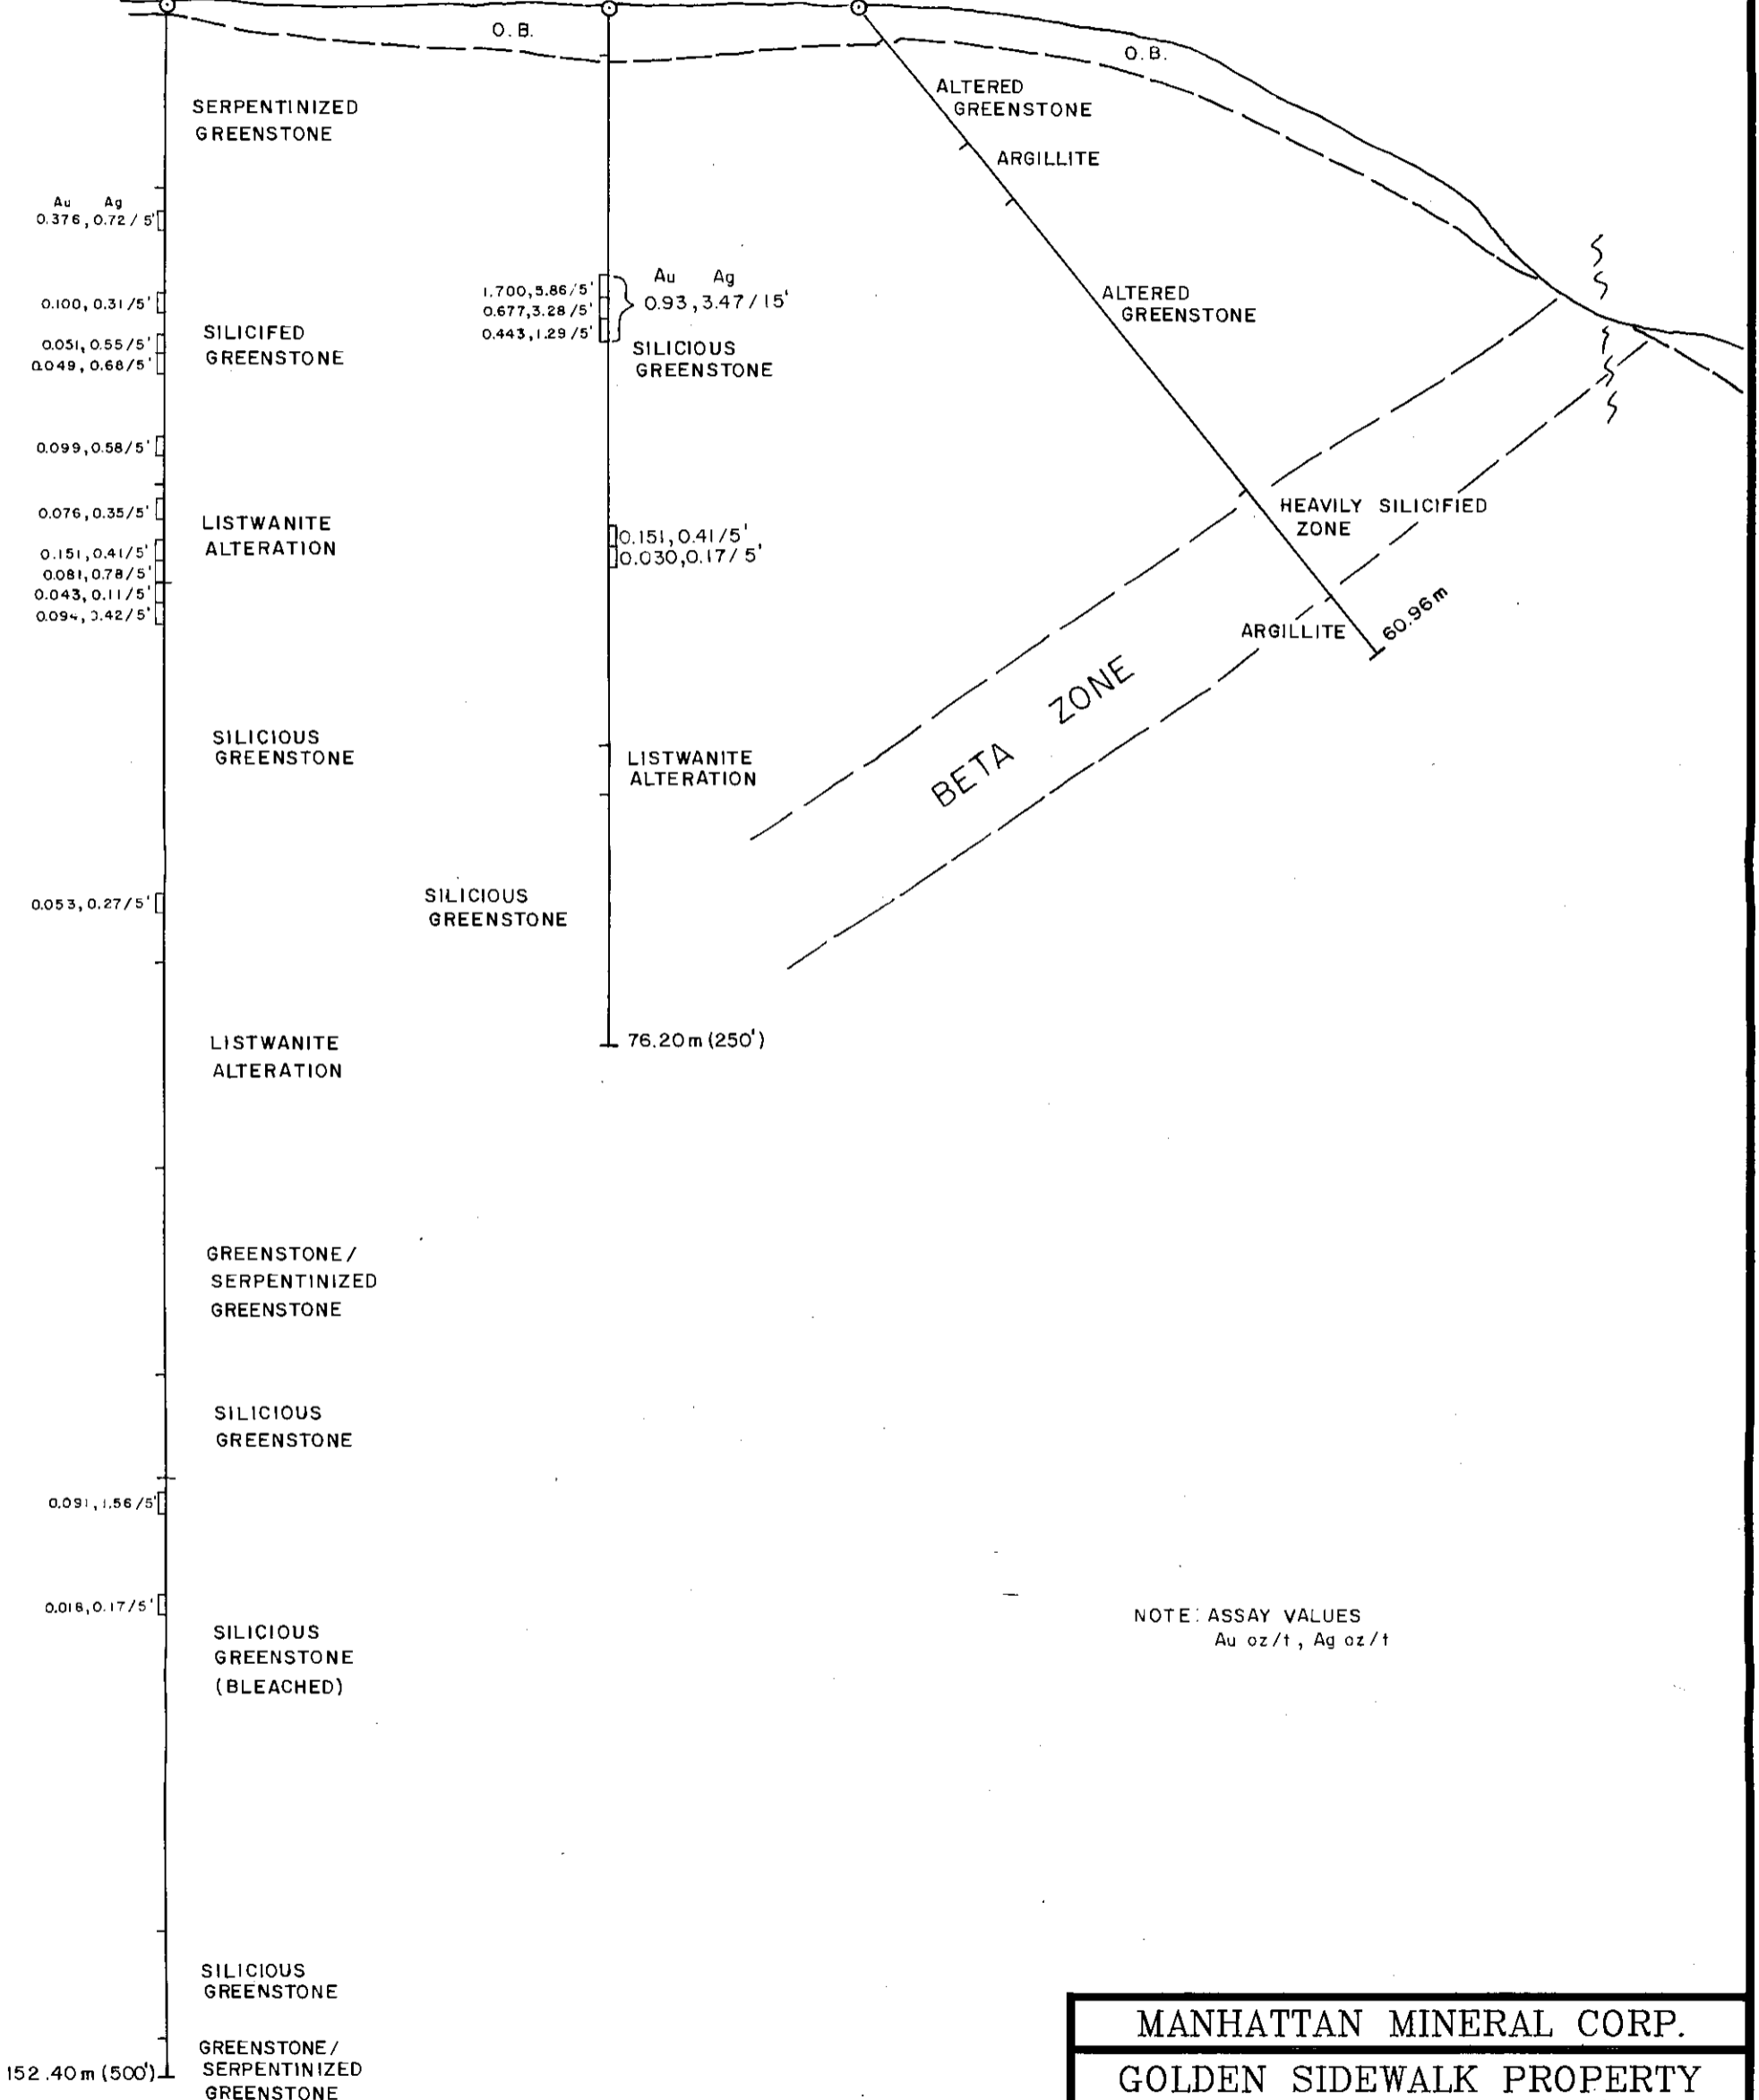 O.B.
O.B.
SERPENTINIZED
GREENSTONE
Au Ag
0.376, 0.72 / 5'
0.100, 0.31/5'
0.051, 0.55/5'
0.049, 0.68/5'
SILICIFED
GREENSTONE
0.099, 0.58/5'
0.076, 0.35/5'
LISTWANITE
ALTERATION
0.151, 0.41/5'
0.081, 0.78/5'
0.043, 0.11/5'
0.094, 0.42/5'
SILICIOUS
GREENSTONE
0.053, 0.27/5'
LISTWANITE
ALTERATION
GREENSTONE/
SERPENTINIZED
GREENSTONE
SILICIOUS
GREENSTONE
0.091, 1.56/5'
0.016, 0.17/5'
SILICIOUS
GREENSTONE
(BLEACHED)
SILICIOUS
GREENSTONE
GREENSTONE/
SERPENTINIZED
GREENSTONE
152.40 m (500')
1.700, 5.86/5'
0.677, 3.28/5'
0.443, 1.29/5'
Au Ag
0.93, 3.47/15'
SILICIOUS
GREENSTONE
0.151, 0.41/5'
0.030, 0.17/5'
LISTWANITE
ALTERATION
SILICIOUS
GREENSTONE
76.20 m (250')
ALTERED
GREENSTONE
ARGILLITE
ALTERED
GREENSTONE
HEAVILY SILICIFIED
ZONE
ARGILLITE
60.96 m
BETA ZONE
NOTE: ASSAY VALUES
Au oz/t, Ag oz/t
MANHATTAN MINERAL CORP.
GOLDEN SIDEWALK PROPERTY